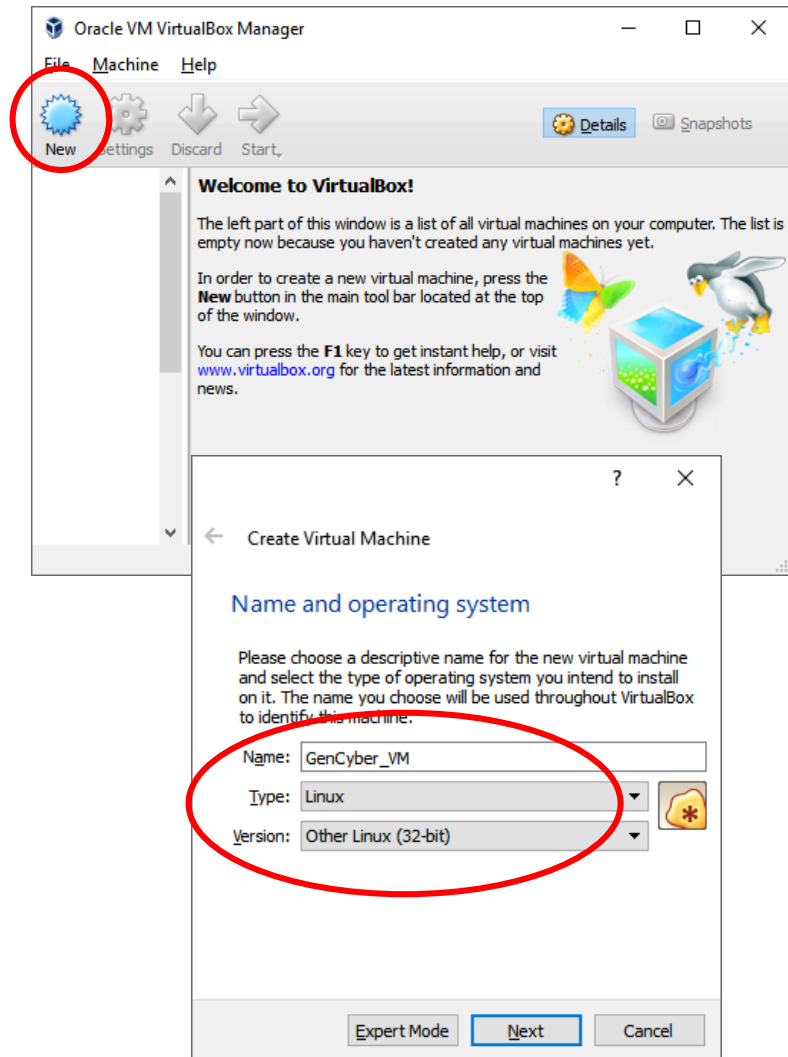 Oracle VM VirtualBox Manager
File Machine Help
New Settings Discard Start
Details Snapshots
Welcome to VirtualBox!
The left part of this window is a list of all virtual machines on your computer. The list is
empty now because you haven't created any virtual machines yet.
In order to create a new virtual machine, press the
New button in the main tool bar located at the top
of the window.
You can press the F1 key to get instant help, or visit
www.virtualbox.org for the latest information and
news.
?
Create Virtual Machine
Name and operating system
Please choose a descriptive name for the new virtual machine
and select the type of operating system you intend to install
on it. The name you choose will be used throughout VirtualBox
to identify this machine.
Name: GenCyber_VM
Type: Linux
Version: Other Linux (32-bit)
Expert Mode Next Cancel